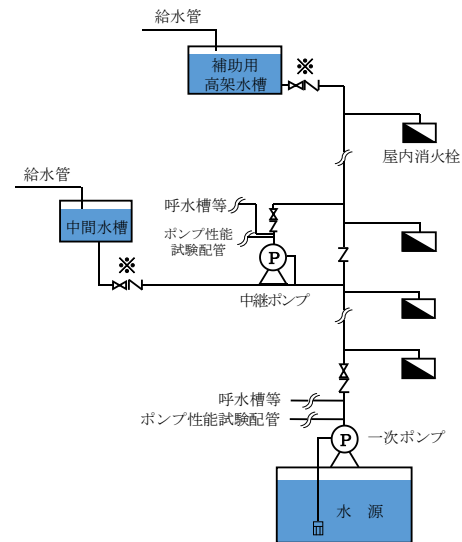 給水管
※
補助用
高架水槽
屋内消火栓
給水管
呼水槽等
中間水槽
ポンプ性能
試験配管
※
P
中継ポンプ
呼水槽等
ポンプ性能試験配管
P
一次ポンプ
水 源